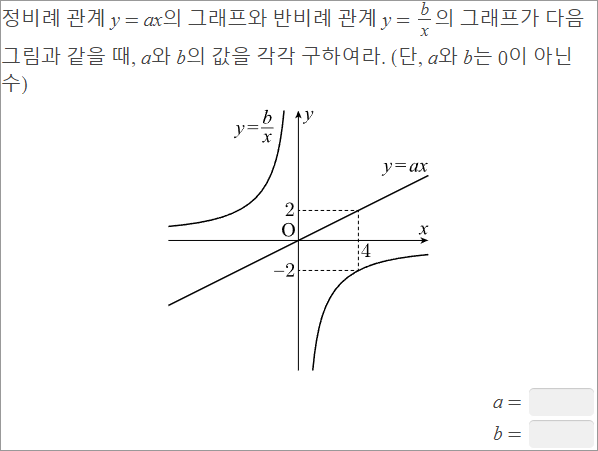 정비례 관계 y = ax의 그래프와 반비례 관계 y = b/x 의 그래프가 다음
그림과 같을 때, a와 b의 값을 각각 구하여라. (단, a와 b는 0이 아닌
수)
y=b/x
y
y=ax
2
O
x
4
−2
a =
b =